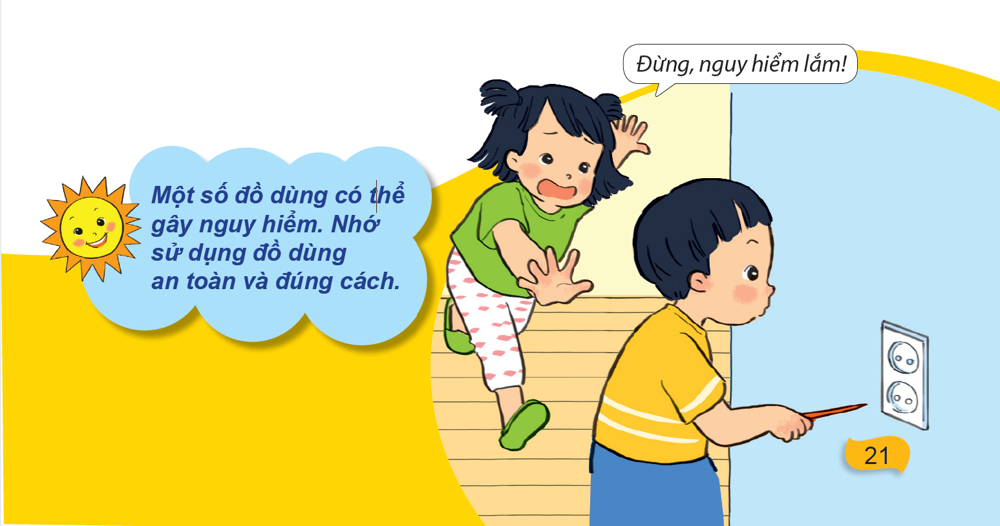 Đừng, nguy hiểm lắm!
Một số đồ dùng có thể
gây nguy hiểm. Nhớ
sử dụng đồ dùng
an toàn và đúng cách.
21